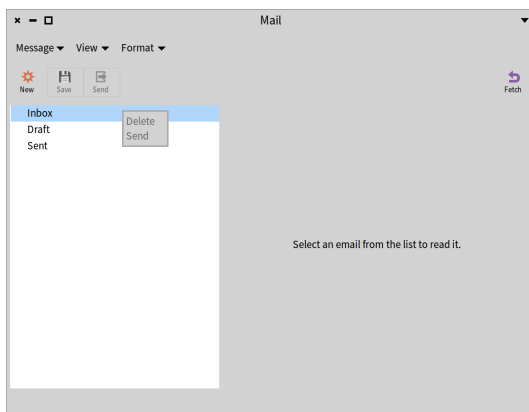 Mail
Message View Format
New Save Send Fetch
Inbox
Draft
Sent
Delete
Send
Select an email from the list to read it.